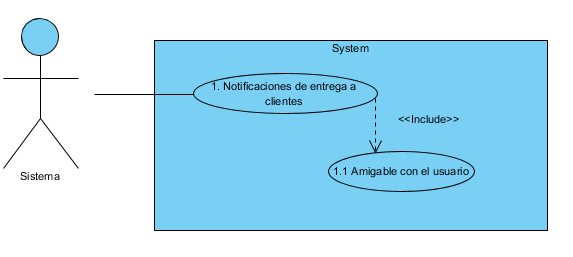 System
1. Notificaciones de entrega a
clientes
<<Include>>
1.1 Amigable con el usuario
Sistema